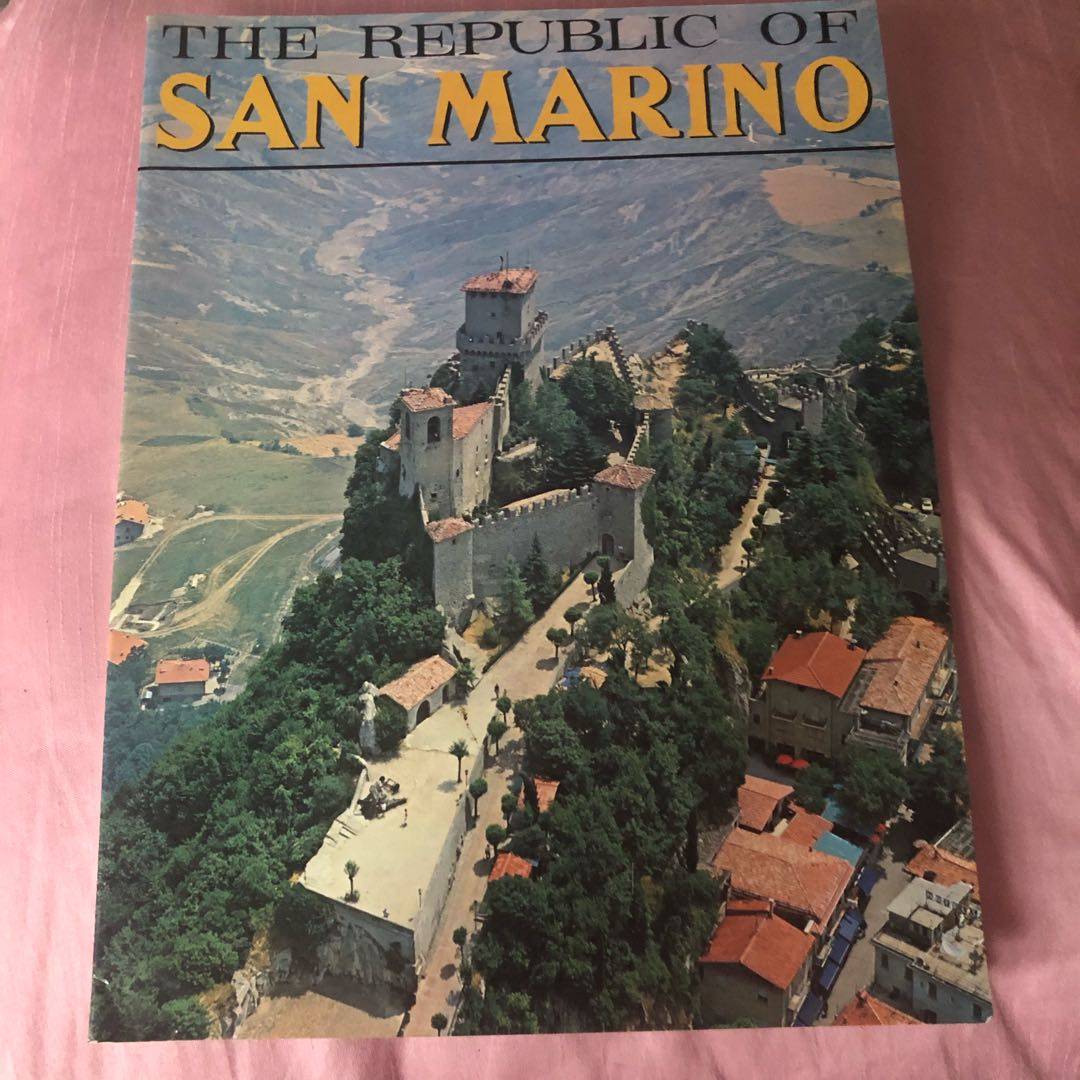 THE REPUBLIC OF
SAN MARINO